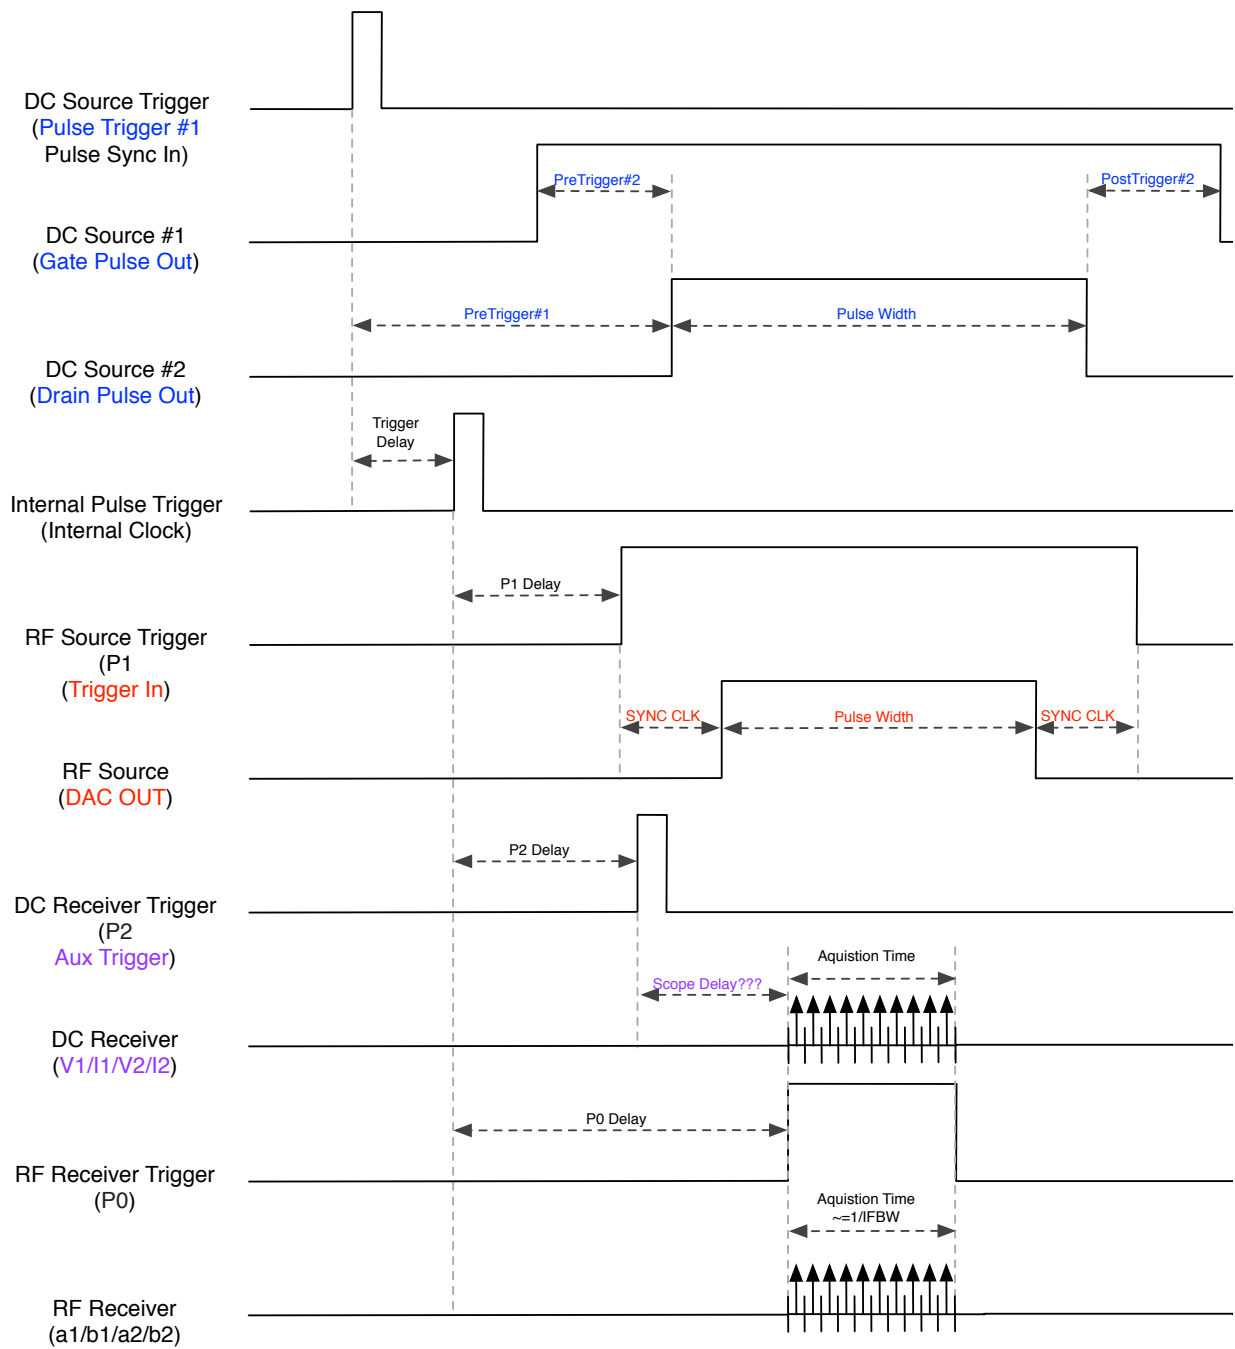 DC Source Trigger
(Pulse Trigger #1
Pulse Sync In)
PreTrigger#2
PostTrigger#2
DC Source #1
(Gate Pulse Out)
PreTrigger#1
Pulse Width
DC Source #2
(Drain Pulse Out)
Trigger
Delay
Internal Pulse Trigger
(Internal Clock)
P1 Delay
RF Source Trigger
(P1
(Trigger In)
SYNC CLK
Pulse Width
SYNC CLK
RF Source
(DAC OUT)
P2 Delay
DC Receiver Trigger
(P2
Aux Trigger)
Aquistion Time
Scope Delay???
DC Receiver
(V1/I1/V2/I2)
P0 Delay
RF Receiver Trigger
(P0)
Aquistion Time
~=1/IFBW
RF Receiver
(a1/b1/a2/b2)